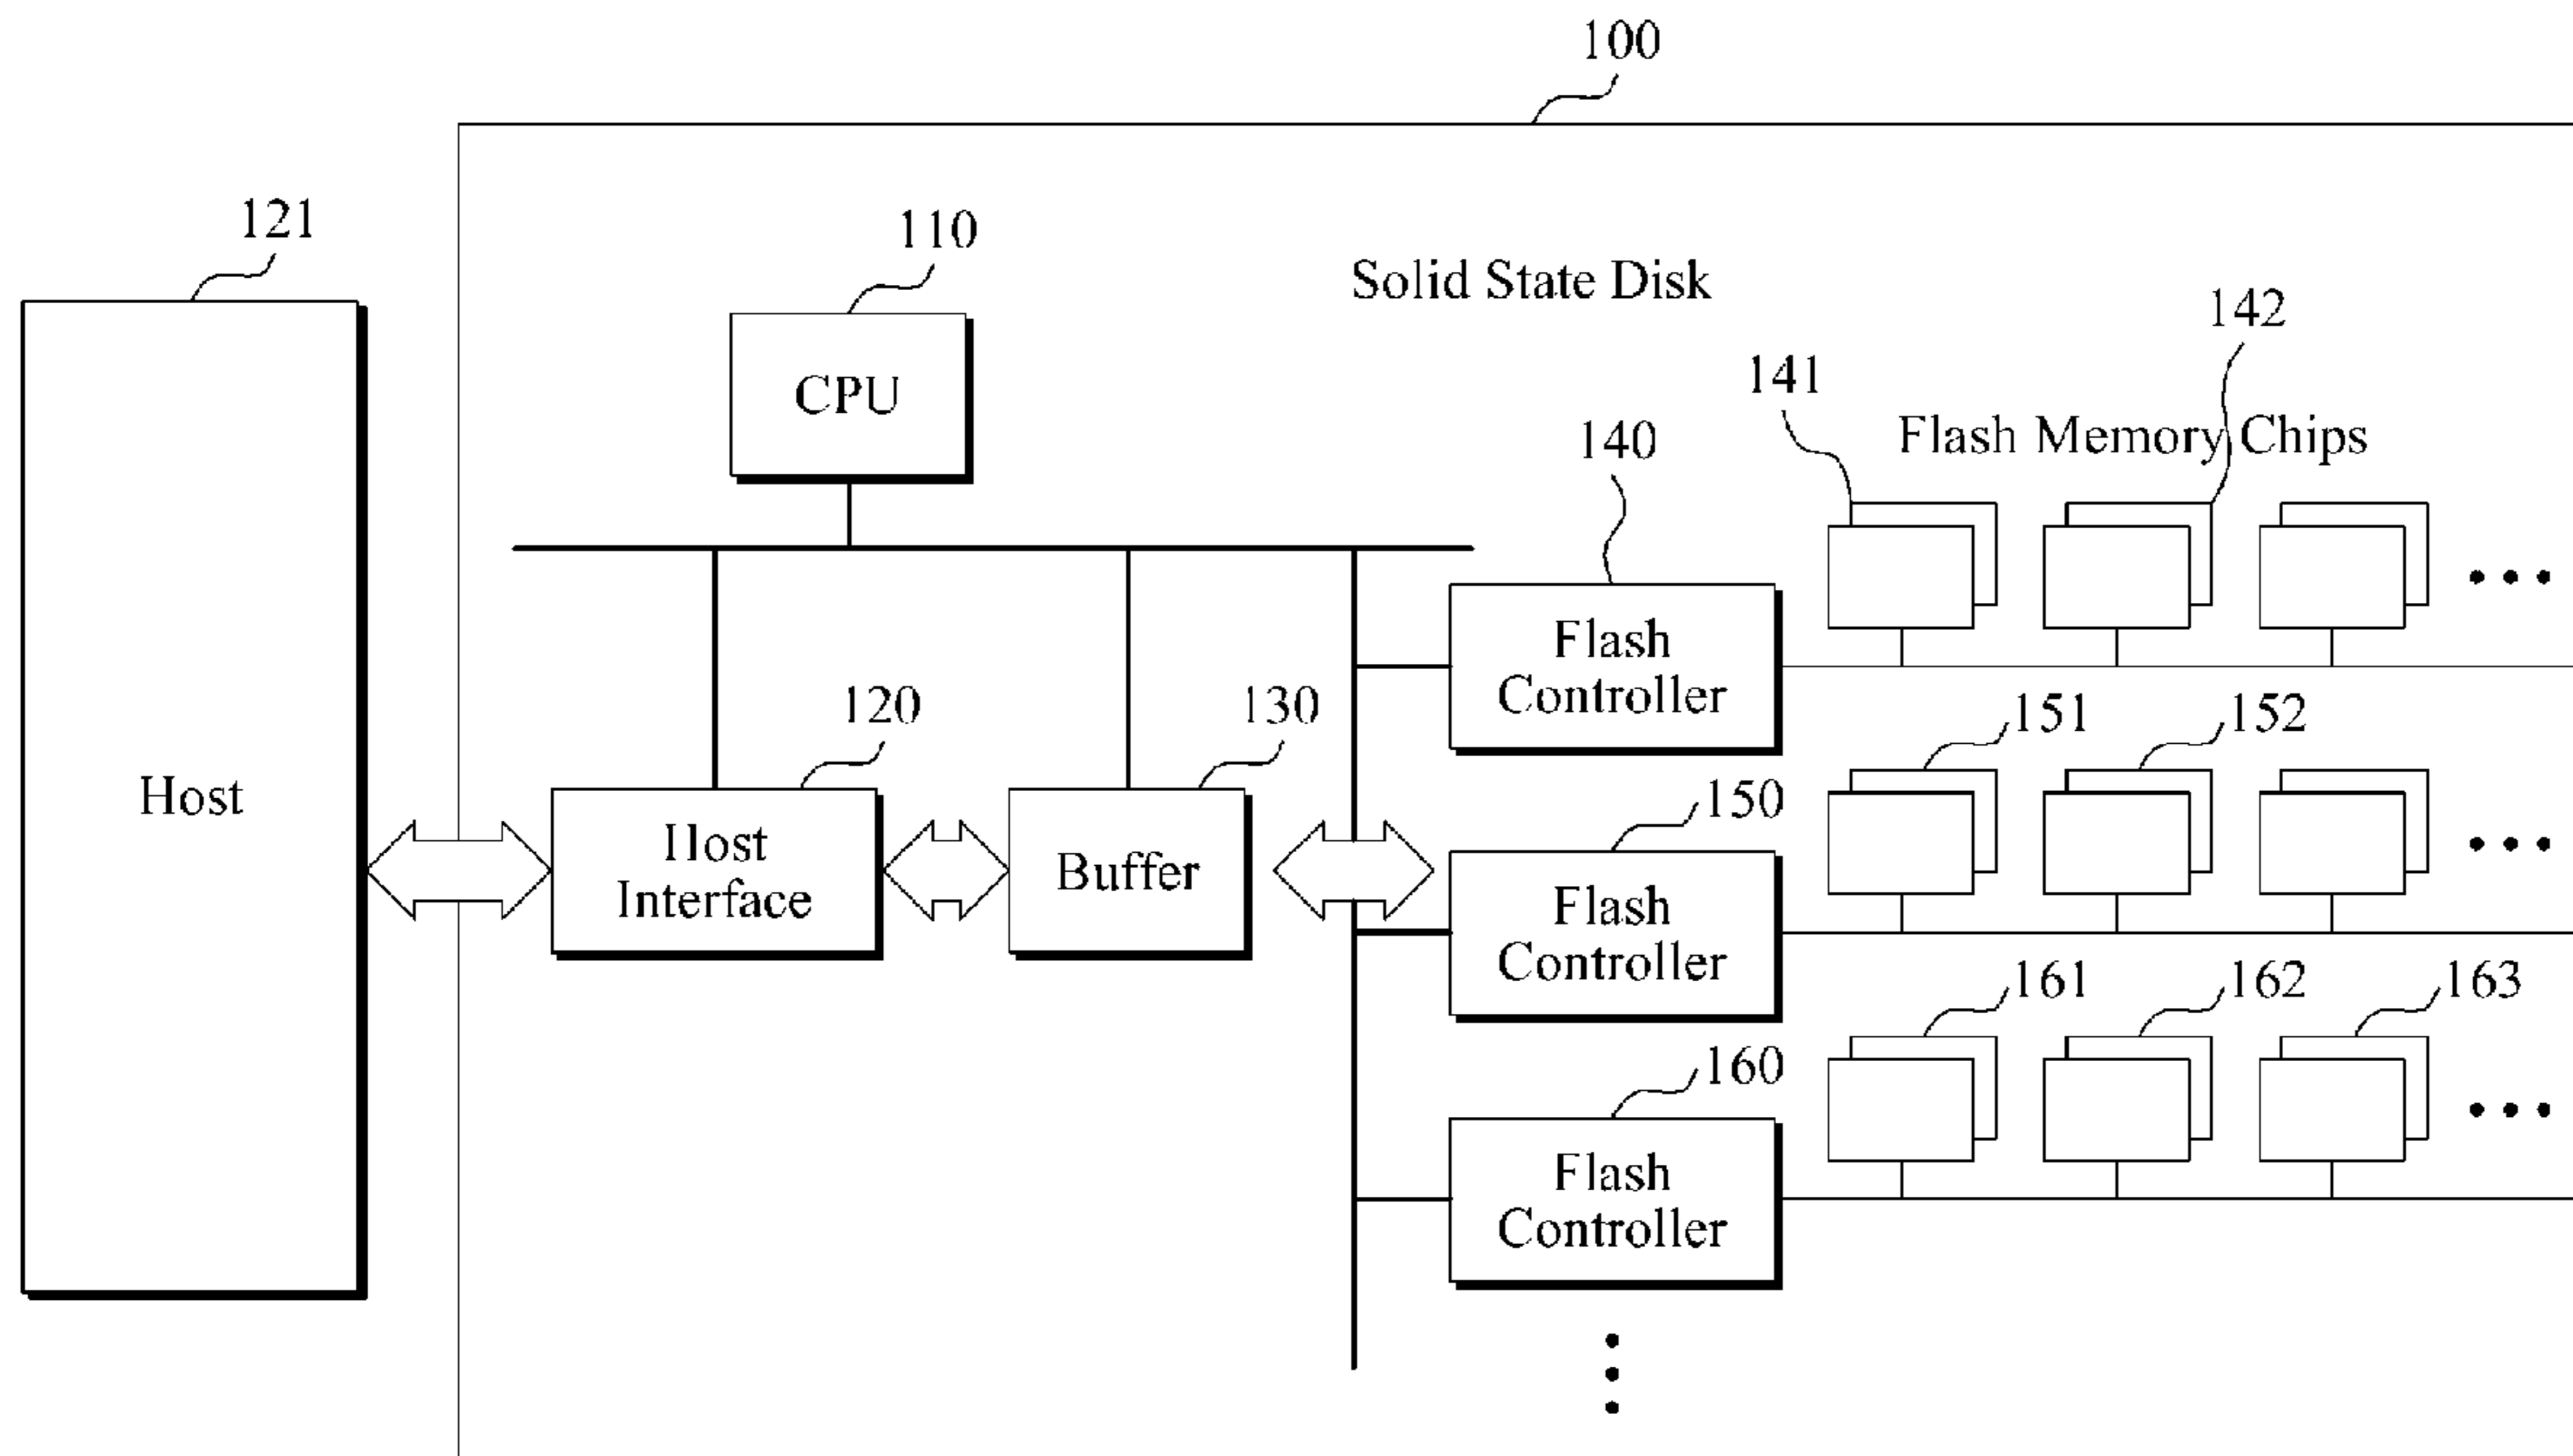 100
121
110
Solid State Disk
142
CPU
141
140
Flash Memory Chips
Flash
Controller
120
130
151
152
Host
150
Host
Interface
Buffer
Flash
Controller
161
162
163
160
Flash
Controller